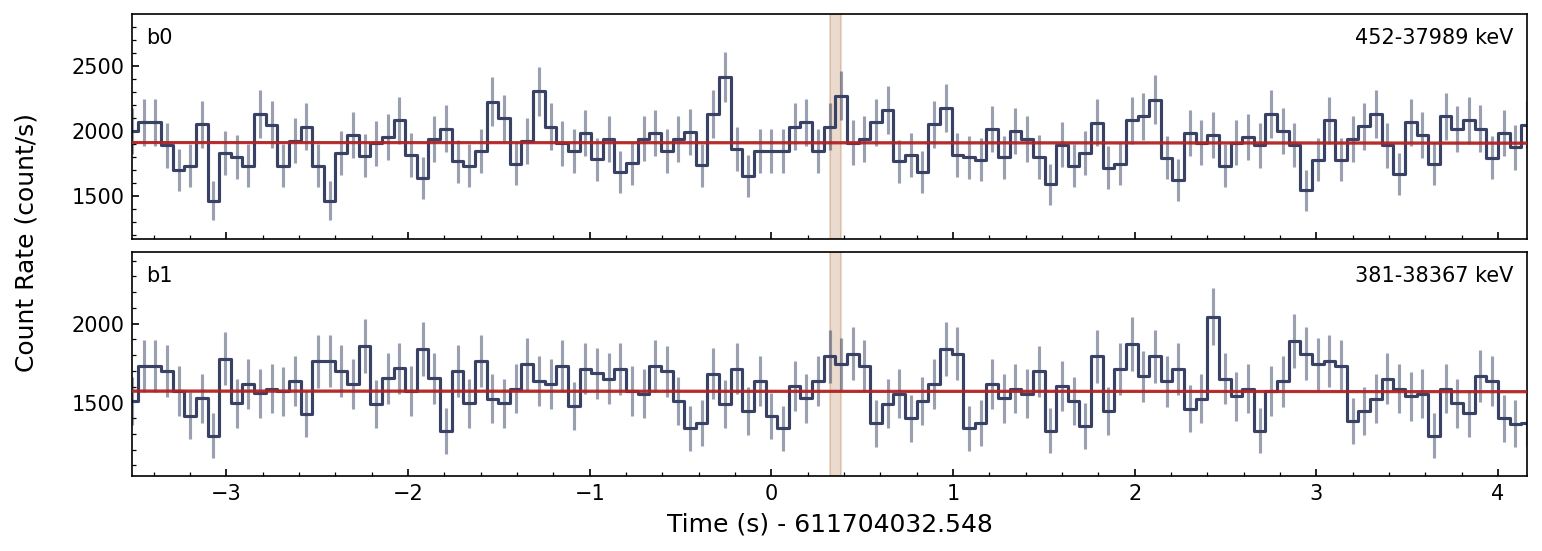 b0
452-37989 keV
2500
2000
1500
b1
381-38367 keV
2000
1500
Count Rate (count/s)
−3 −2 −1 0 1 2 3 4
Time (s) - 611704032.548